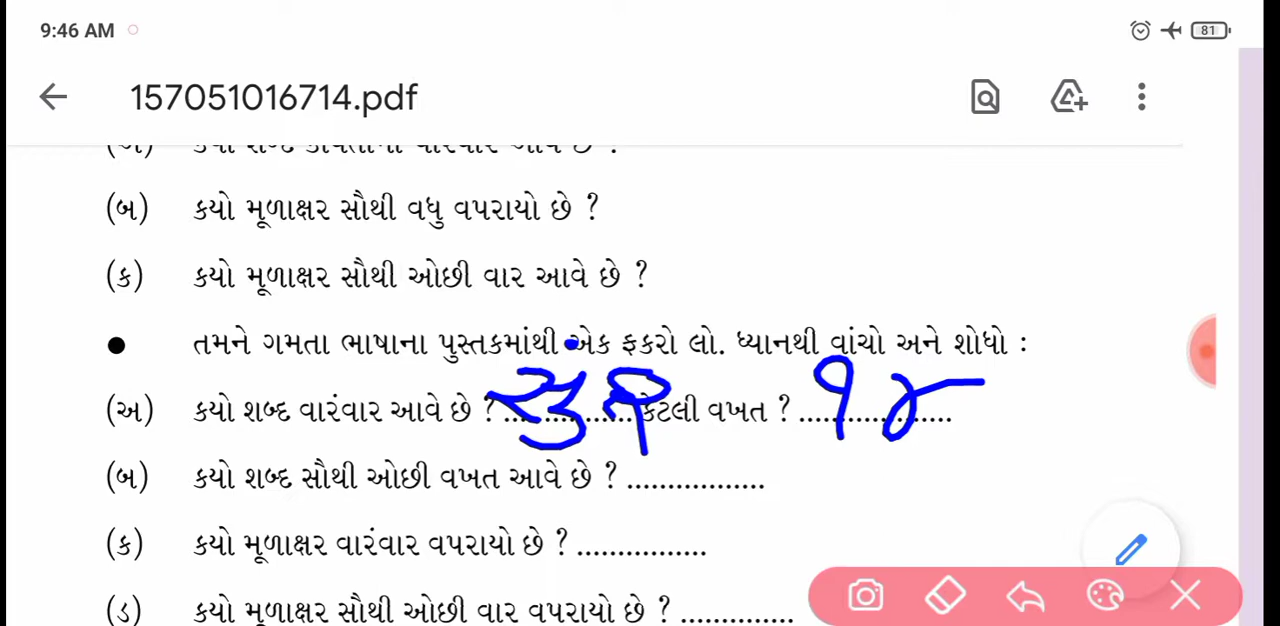 9:46 AM
81
157051016714.pdf
(બ) કયો મૂળાક્ષર સૌથી વધુ વપરાયો છે ?
(ક) કયો મૂળાક્ષર સૌથી ઓછી વાર આવે છે ?
● તમને ગમતા ભાષાના પુસ્તકમાંથી એક ફકરો લો. ધ્યાનથી વાંચો અને શોધો :
(અ) કયો શબ્દ વારંવાર આવે છે ? ................ કેટલી વખત ? ................... ૧૪
(બ) કયો શબ્દ સૌથી ઓછી વખત આવે છે ? .................
(ક) કયો મૂળાક્ષર વારંવાર વપરાયો છે ? ................
(ડ) કયો મૂળાક્ષર સૌથી ઓછી વાર વપરાયો છે ? ..............